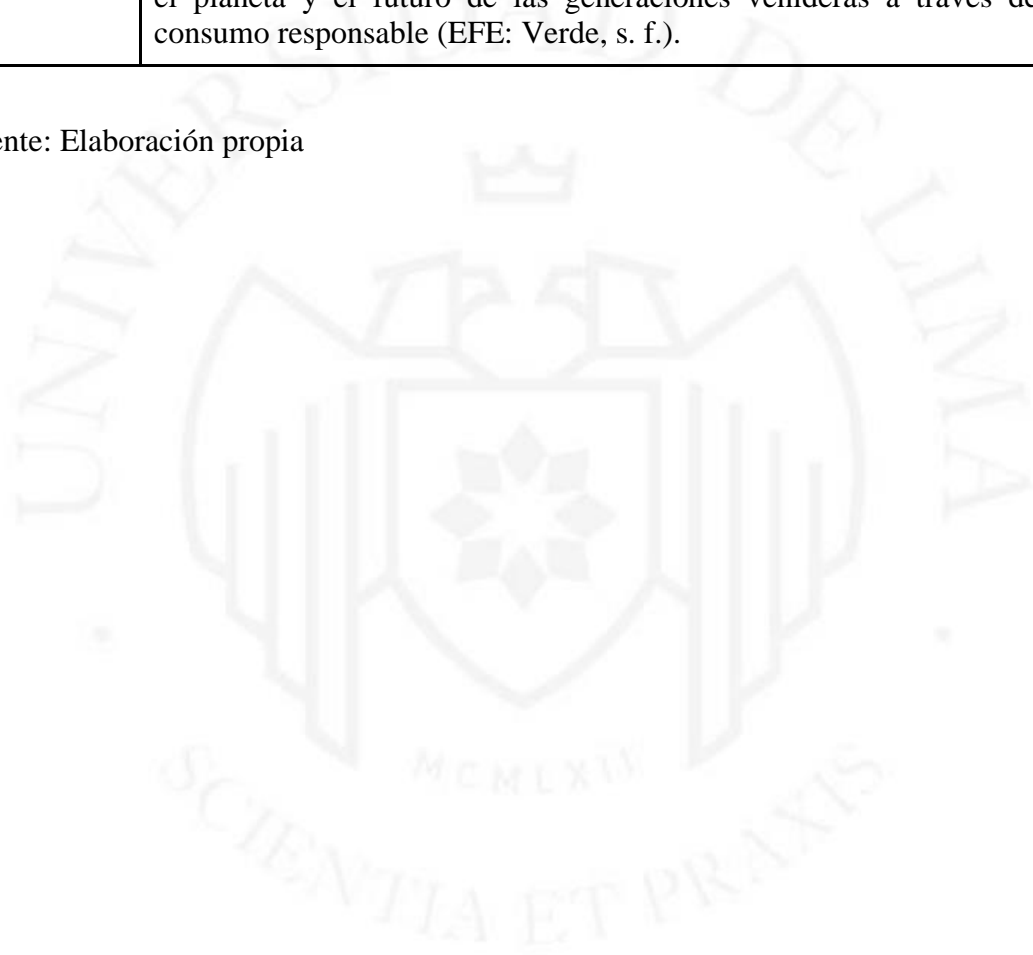 el planeta y el futuro de las generaciones venideras a través de
consumo responsable (EFE: Verde, s. f.).
ente: Elaboración propia
UNIVERSITAS DE LIMA
MCMLXII
SCIENTIA ET PRAXIS